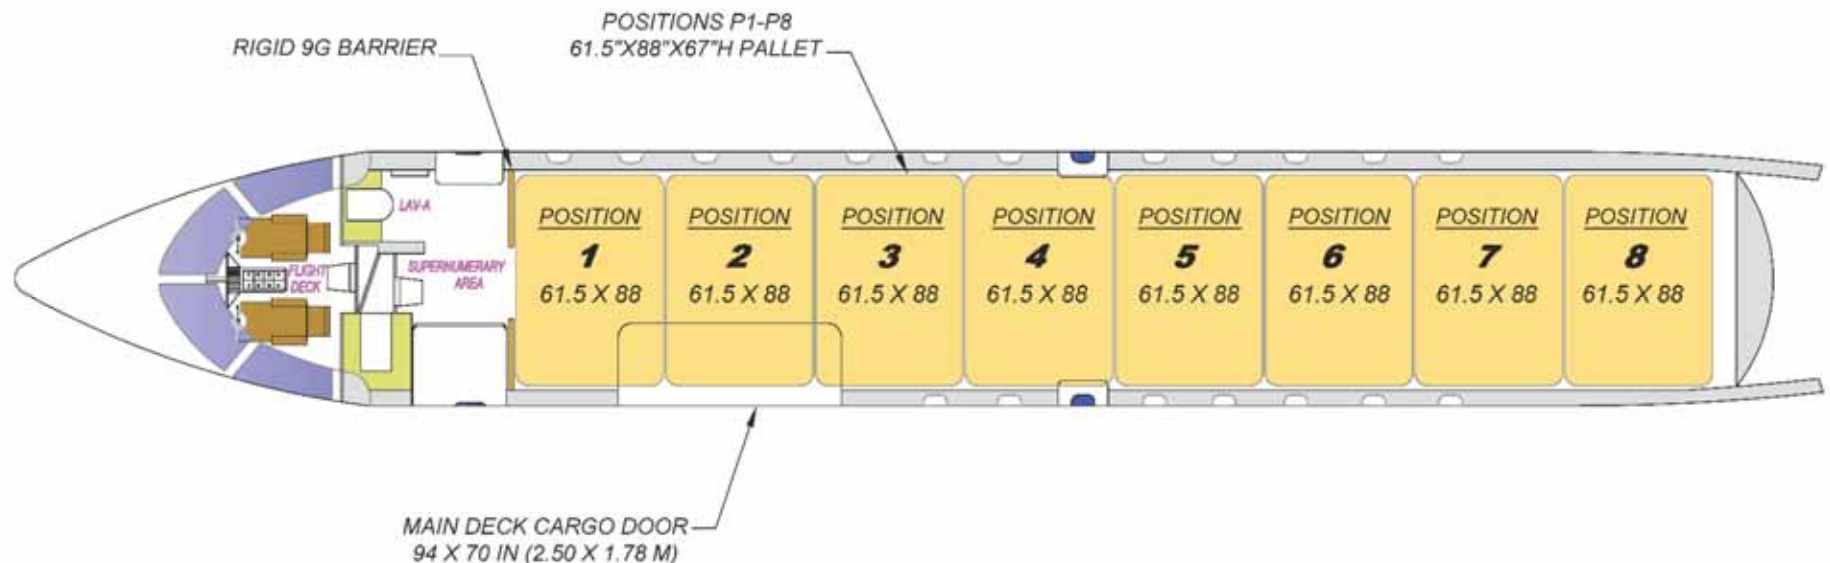 POSITIONS P1-P8
61.5"X88"X67"H PALLET
RIGID 9G BARRIER
LAV-A
FLIGHT
DECK
SUPERNUMERARY
AREA
POSITION
1
61.5 X 88
POSITION
2
61.5 X 88
POSITION
3
61.5 X 88
POSITION
4
61.5 X 88
POSITION
5
61.5 X 88
POSITION
6
61.5 X 88
POSITION
7
61.5 X 88
POSITION
8
61.5 X 88
MAIN DECK CARGO DOOR
94 X 70 IN (2.50 X 1.78 M)